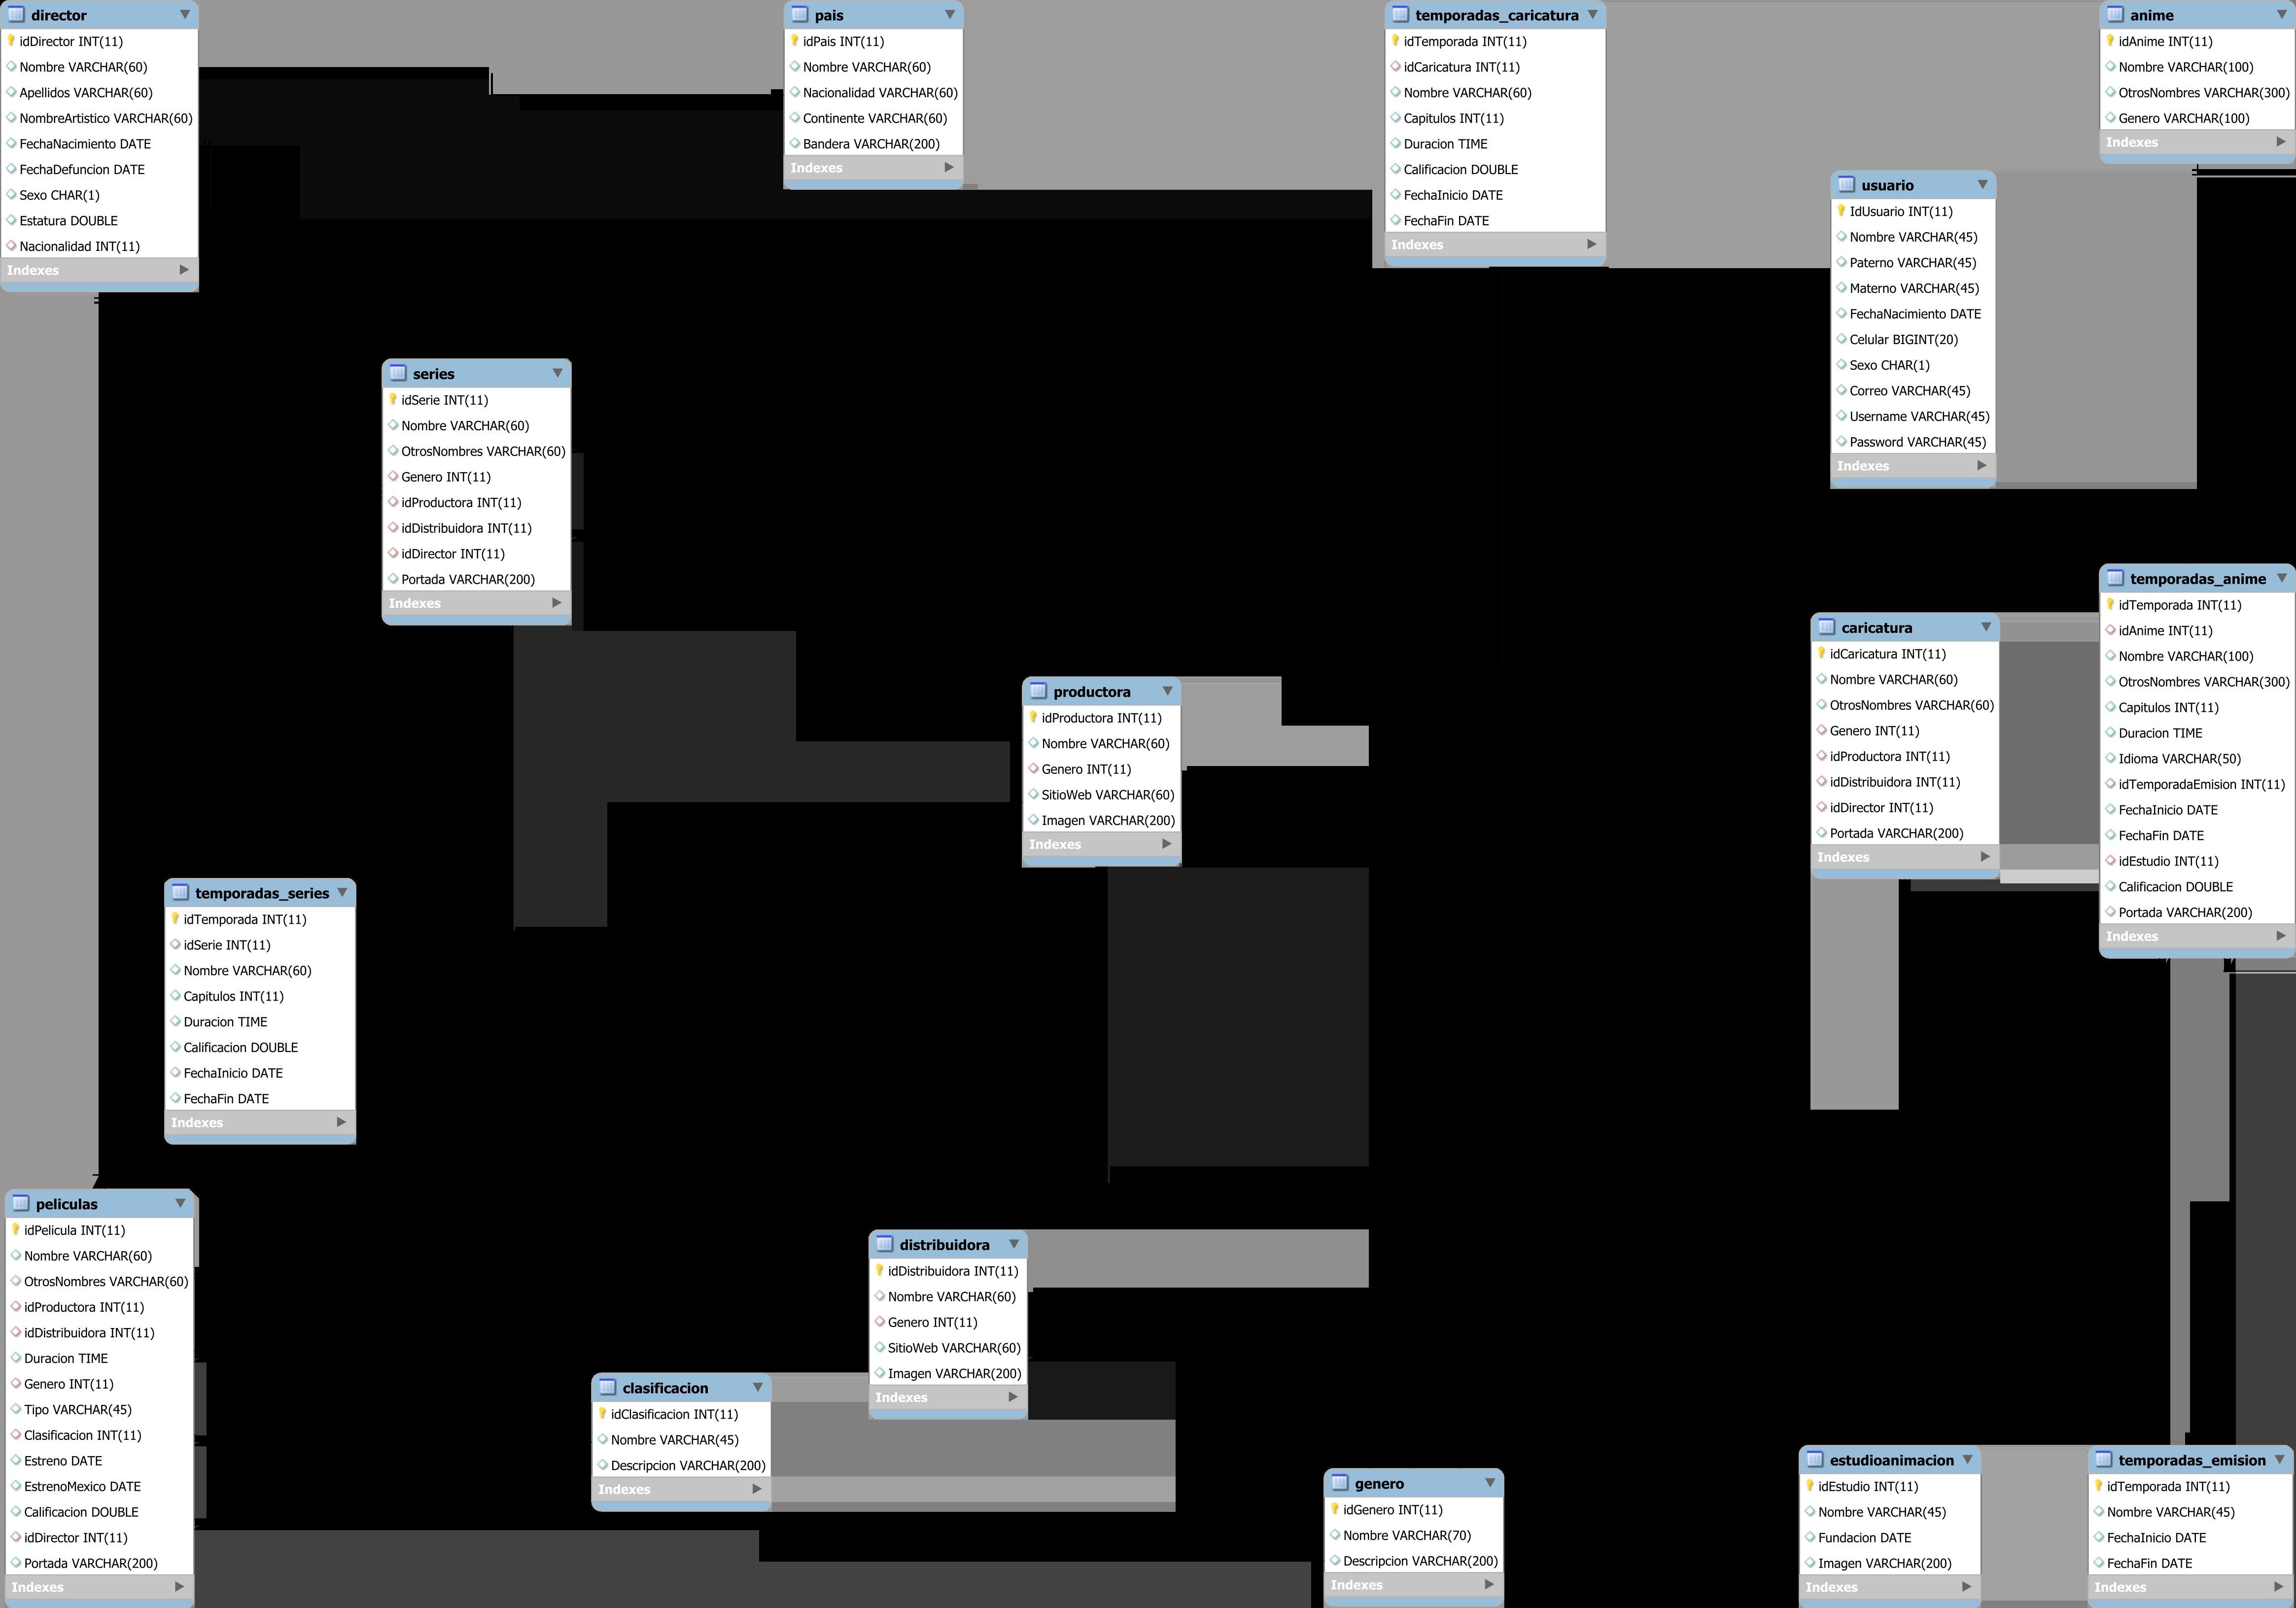 director
idDirector INT(11)
Nombre VARCHAR(60)
Apellidos VARCHAR(60)
NombreArtistico VARCHAR(60)
FechaNacimiento DATE
FechaDefuncion DATE
Sexo CHAR(1)
Estatura DOUBLE
Nacionalidad INT(11)
Indexes
pais
idPais INT(11)
Nombre VARCHAR(60)
Nacionalidad VARCHAR(60)
Continente VARCHAR(60)
Bandera VARCHAR(200)
Indexes
temporadas_caricatura
idTemporada INT(11)
idCaricatura INT(11)
Nombre VARCHAR(60)
Capitulos INT(11)
Duracion TIME
Calificacion DOUBLE
FechaInicio DATE
FechaFin DATE
Indexes
anime
idAnime INT(11)
Nombre VARCHAR(100)
OtrosNombres VARCHAR(300)
Genero VARCHAR(100)
Indexes
usuario
IdUsuario INT(11)
Nombre VARCHAR(45)
Paterno VARCHAR(45)
Materno VARCHAR(45)
FechaNacimiento DATE
Celular BIGINT(20)
Sexo CHAR(1)
Correo VARCHAR(45)
Username VARCHAR(45)
Password VARCHAR(45)
Indexes
series
idSerie INT(11)
Nombre VARCHAR(60)
OtrosNombres VARCHAR(60)
Genero INT(11)
idProductora INT(11)
idDistribuidora INT(11)
idDirector INT(11)
Portada VARCHAR(200)
Indexes
temporadas_anime
idTemporada INT(11)
idAnime INT(11)
Nombre VARCHAR(100)
OtrosNombres VARCHAR(300)
Capitulos INT(11)
Duracion TIME
Idioma VARCHAR(50)
idTemporadaEmision INT(11)
FechaInicio DATE
FechaFin DATE
idEstudio INT(11)
Calificacion DOUBLE
Portada VARCHAR(200)
Indexes
caricatura
idCaricatura INT(11)
Nombre VARCHAR(60)
OtrosNombres VARCHAR(60)
Genero INT(11)
idProductora INT(11)
idDistribuidora INT(11)
idDirector INT(11)
Portada VARCHAR(200)
Indexes
productora
idProductora INT(11)
Nombre VARCHAR(60)
Genero INT(11)
SitioWeb VARCHAR(60)
Imagen VARCHAR(200)
Indexes
temporadas_series
idTemporada INT(11)
idSerie INT(11)
Nombre VARCHAR(60)
Capitulos INT(11)
Duracion TIME
Calificacion DOUBLE
FechaInicio DATE
FechaFin DATE
Indexes
peliculas
idPelicula INT(11)
Nombre VARCHAR(60)
OtrosNombres VARCHAR(60)
idProductora INT(11)
idDistribuidora INT(11)
Duracion TIME
Genero INT(11)
Tipo VARCHAR(45)
Clasificacion INT(11)
Estreno DATE
EstrenoMexico DATE
Calificacion DOUBLE
idDirector INT(11)
Portada VARCHAR(200)
Indexes
distribuidora
idDistribuidora INT(11)
Nombre VARCHAR(60)
Genero INT(11)
SitioWeb VARCHAR(60)
Imagen VARCHAR(200)
Indexes
clasificacion
idClasificacion INT(11)
Nombre VARCHAR(45)
Descripcion VARCHAR(200)
Indexes
genero
idGenero INT(11)
Nombre VARCHAR(70)
Descripcion VARCHAR(200)
Indexes
estudioanimacion
idEstudio INT(11)
Nombre VARCHAR(45)
Fundacion DATE
Imagen VARCHAR(200)
Indexes
temporadas_emision
idTemporada INT(11)
Nombre VARCHAR(45)
FechaInicio DATE
FechaFin DATE
Indexes